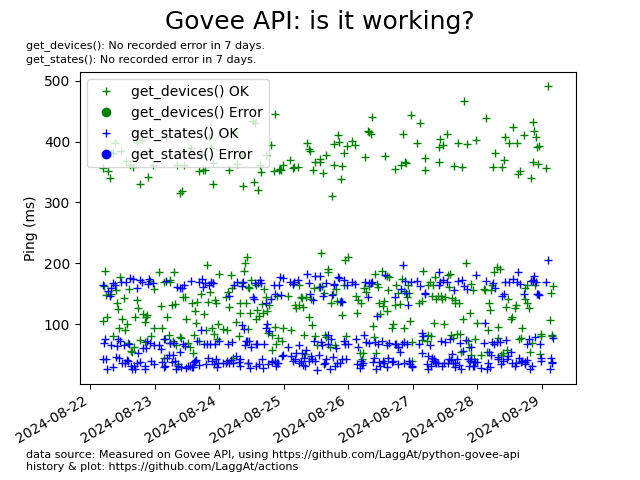 Govee API: is it working?
get_devices(): No recorded error in 7 days.
get_states(): No recorded error in 7 days.
get_devices() OK
get_devices() Error
get_states() OK
get_states() Error
Ping (ms)
500
400
300
200
100
2024-08-22
2024-08-23
2024-08-24
2024-08-25
2024-08-26
2024-08-27
2024-08-28
2024-08-29
data source: Measured on Govee API, using https://github.com/LaggAt/python-govee-api
history & plot: https://github.com/LaggAt/actions